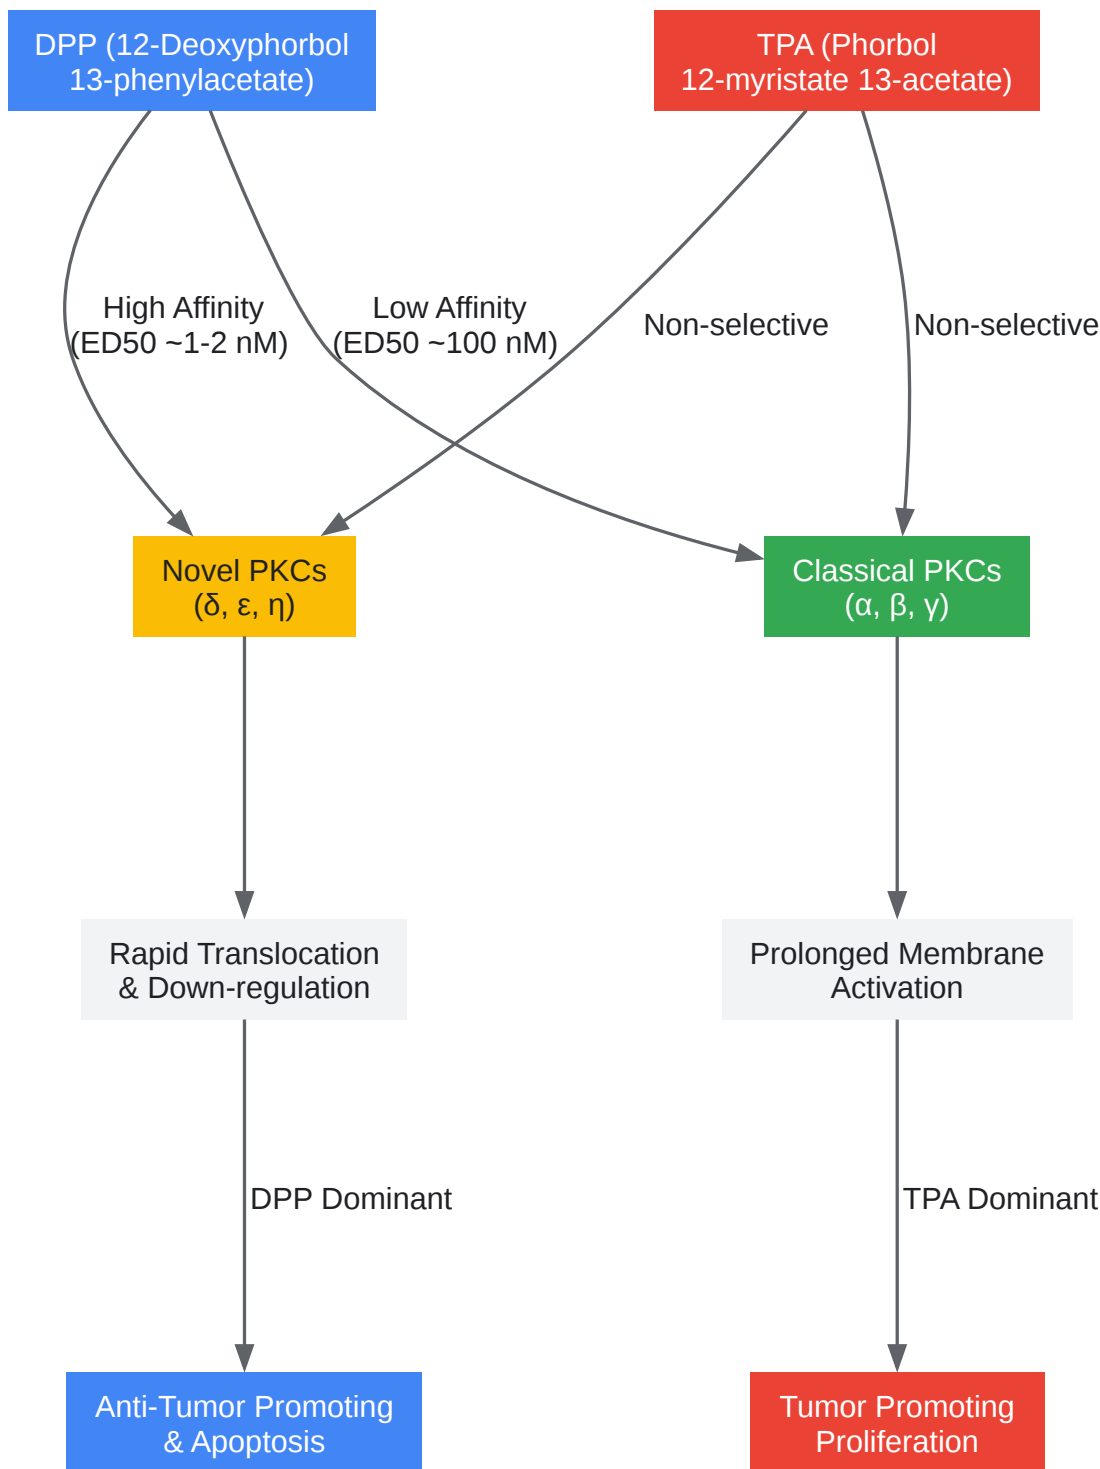 DPP (12-Deoxyphorbol
13-phenylacetate)
TPA (Phorbol
12-myristate 13-acetate)
High Affinity
(ED50 ~1-2 nM)
Low Affinity
(ED50 ~100 nM)
Non-selective
Non-selective
Novel PKCs
(δ, ε, η)
Classical PKCs
(α, β, γ)
Rapid Translocation
& Down-regulation
Prolonged Membrane
Activation
DPP Dominant
TPA Dominant
Anti-Tumor Promoting
& Apoptosis
Tumor Promoting
Proliferation